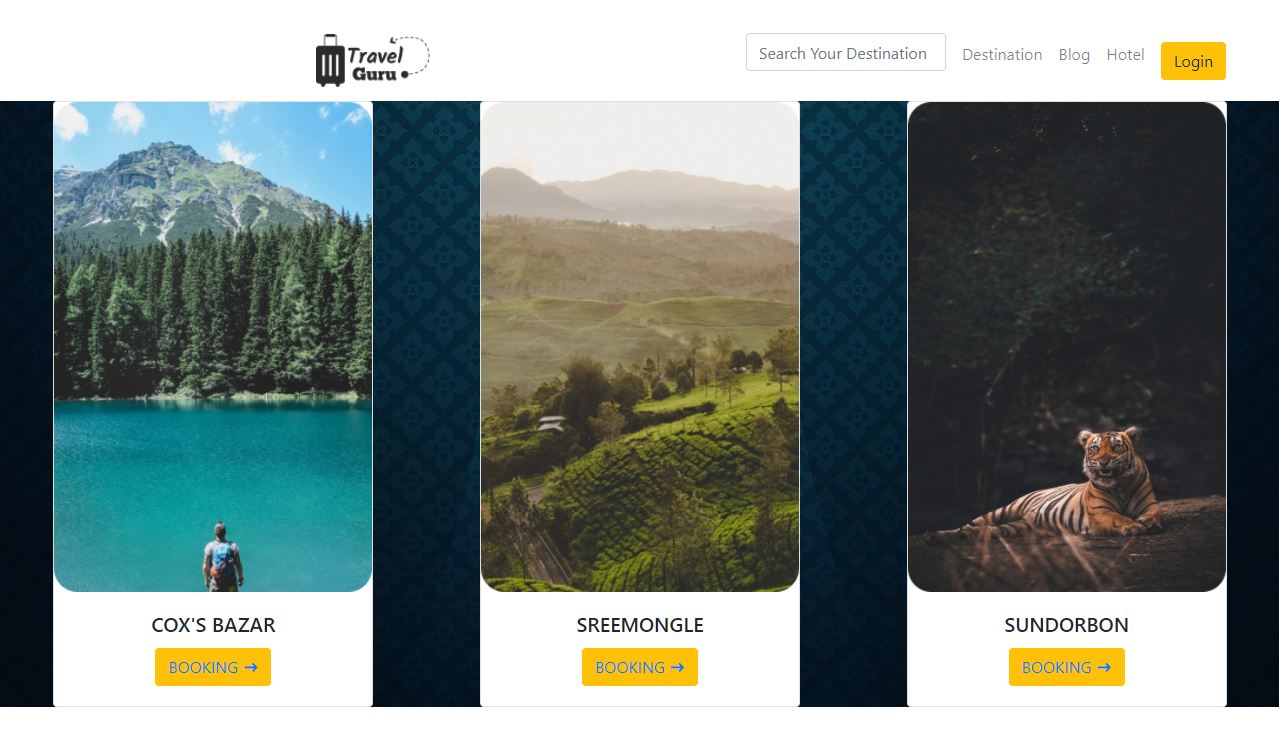 Travel
Guru
Search Your Destination
Destination
Blog
Hotel
Login
COX'S BAZAR
BOOKING →
SREEMONGLE
BOOKING →
SUNDORBON
BOOKING →